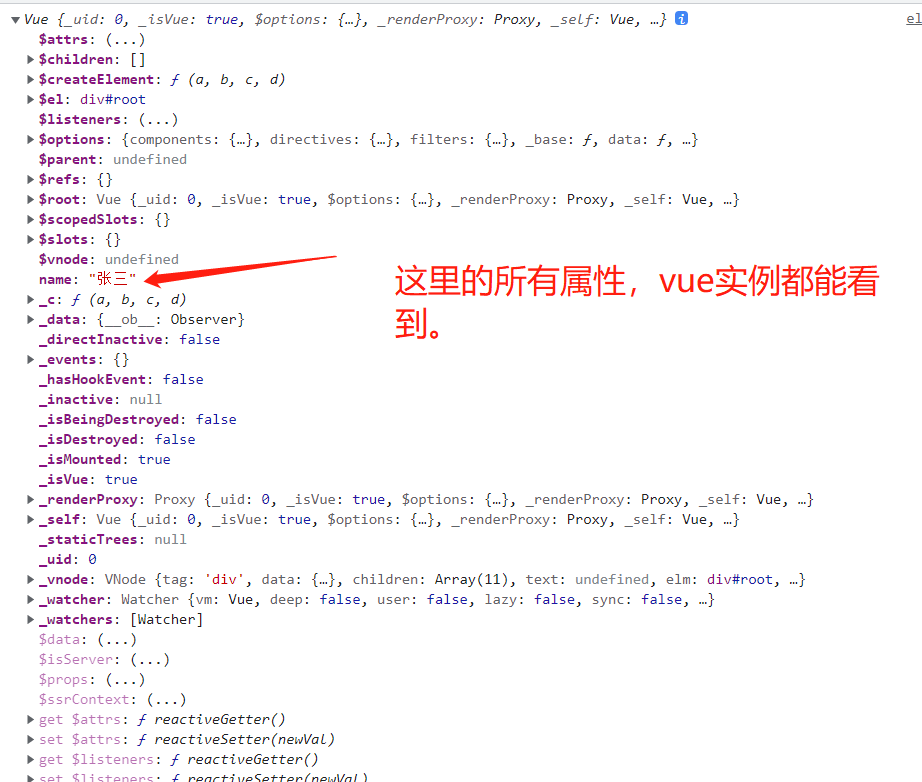 Vue {_uid: 0, _isVue: true, $options: {…}, _renderProxy: Proxy, _self: Vue, …} i
el
$attrs: (...)
$children: []
$createElement: ƒ (a, b, c, d)
$el: div#root
$listeners: (...)
$options: {components: {…}, directives: {…}, filters: {…}, _base: ƒ, data: ƒ, …}
$parent: undefined
$refs: {}
$root: Vue {_uid: 0, _isVue: true, $options: {…}, _renderProxy: Proxy, _self: Vue, …}
$scopedSlots: {}
$slots: {}
$vnode: undefined
name: "张三"
这里的所有属性，vue实例都能看
到。
_c: ƒ (a, b, c, d)
_data: {__ob__: Observer}
_directInactive: false
_events: {}
_hasHookEvent: false
_inactive: null
_isBeingDestroyed: false
_isDestroyed: false
_isMounted: true
_isVue: true
_renderProxy: Proxy {_uid: 0, _isVue: true, $options: {…}, _renderProxy: Proxy, _self: Vue, …}
_self: Vue {_uid: 0, _isVue: true, $options: {…}, _renderProxy: Proxy, _self: Vue, …}
_staticTrees: null
_uid: 0
_vnode: VNode {tag: 'div', data: {…}, children: Array(11), text: undefined, elm: div#root, …}
_watcher: Watcher {vm: Vue, deep: false, user: false, lazy: false, sync: false, …}
_watchers: [Watcher]
$data: (...)
$isServer: (...)
$props: (...)
$ssrContext: (...)
get $attrs: ƒ reactiveGetter()
set $attrs: ƒ reactiveSetter(newVal)
get $listeners: ƒ reactiveGetter()
set $listeners: ƒ reactiveSetter(newVal)